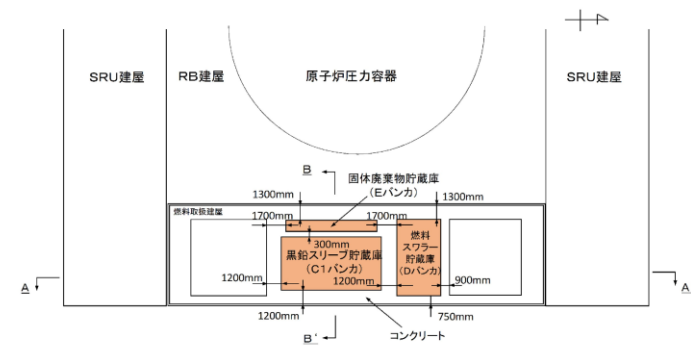 SRU建屋
RB建屋
原子炉圧力容器
SRU建屋
B
固体廃棄物貯蔵庫
(Eバンカ)
1300mm
1300mm
燃料取扱建屋
1700mm
1700mm
300mm
燃料
スワラー
貯蔵庫
(Dバンカ)
黒鉛スリーブ貯蔵庫
(C1バンカ)
1200mm
1200mm
900mm
A
A
1200mm
750mm
B'
コンクリート